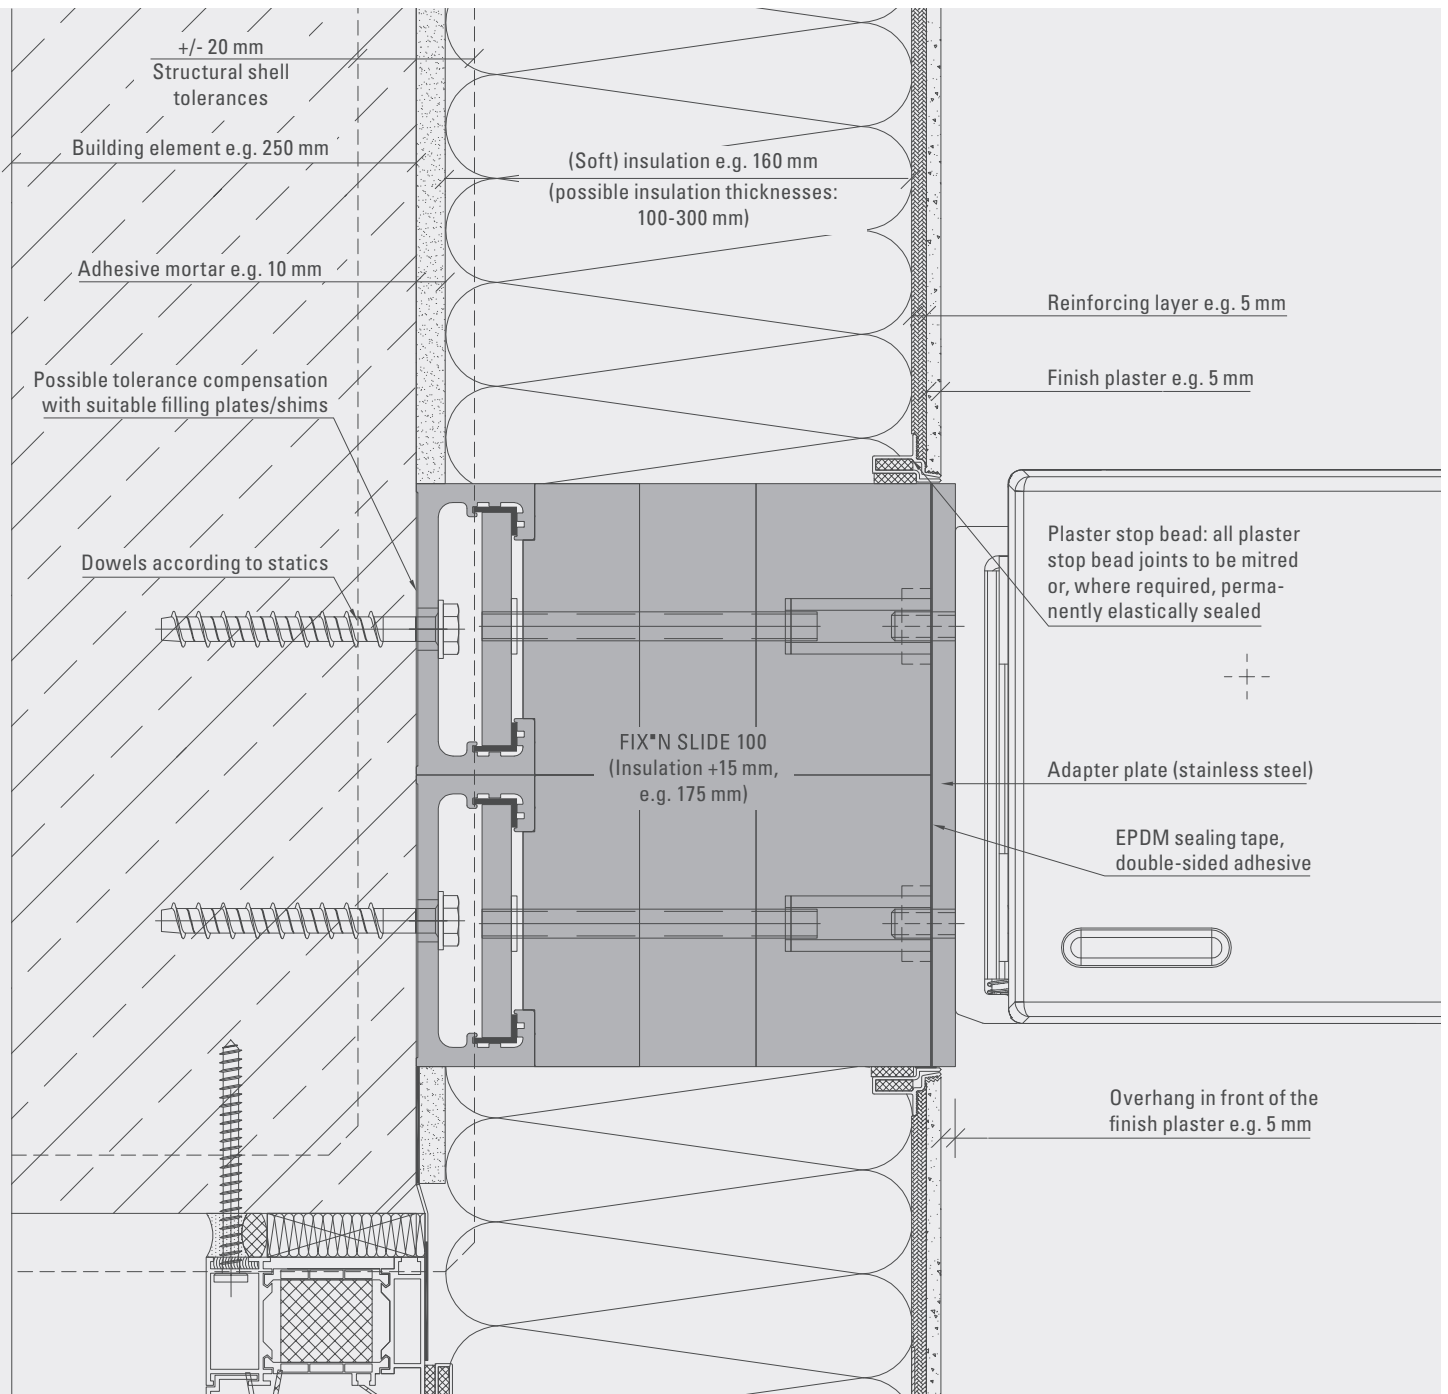 +/- 20 mm
Structural shell
tolerances
Building element e.g. 250 mm
(Soft) insulation e.g. 160 mm
(possible insulation thicknesses:
100-300 mm)
Adhesive mortar e.g. 10 mm
Reinforcing layer e.g. 5 mm
Finish plaster e.g. 5 mm
Possible tolerance compensation
with suitable filling plates/shims
Plaster stop bead: all plaster
stop bead joints to be mitred
or, where required, perma-
nently elastically sealed
Dowels according to statics
FIX■N SLIDE 100
(Insulation +15 mm,
e.g. 175 mm)
Adapter plate (stainless steel)
EPDM sealing tape,
double-sided adhesive
Overhang in front of the
finish plaster e.g. 5 mm